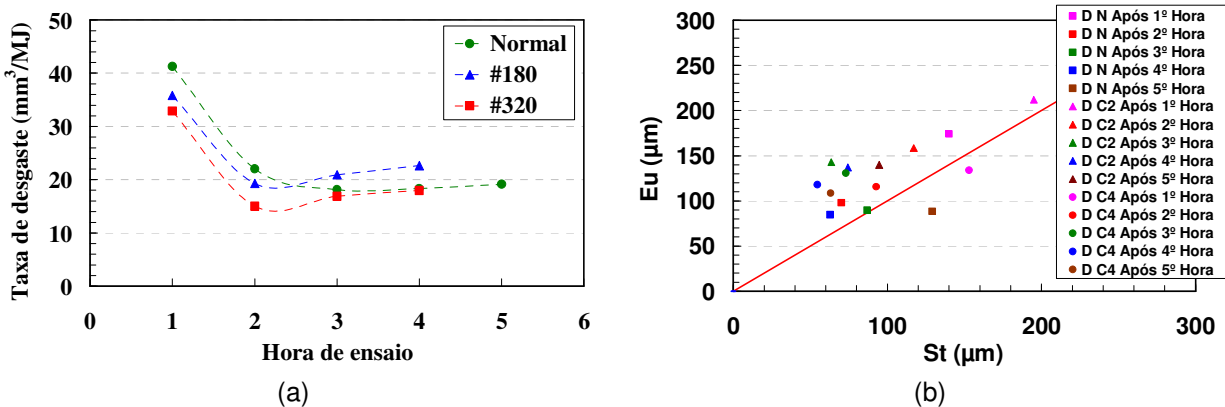 50
40
30
20
10
0
Taxa de desgaste (mm³/MJ)
Normal
#180
#320
0 1 2 3 4 5 6
Hora de ensaio
(a)
300
250
200
150
100
50
0
Eu (µm)
D N Após 1º Hora
D N Após 2º Hora
D N Após 3º Hora
D N Após 4º Hora
D N Após 5º Hora
D C2 Após 1º Hora
D C2 Após 2º Hora
D C2 Após 3º Hora
D C2 Após 4º Hora
D C2 Após 5º Hora
D C4 Após 1º Hora
D C4 Após 2º Hora
D C4 Após 3º Hora
D C4 Após 4º Hora
D C4 Após 5º Hora
0 100 200 300
St (µm)
(b)